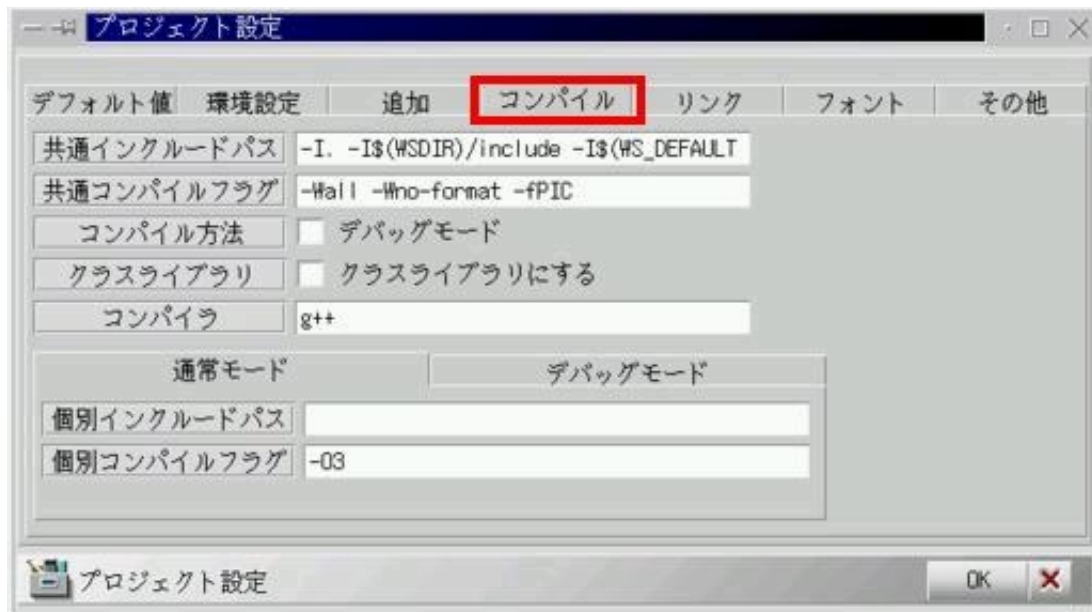 プロジェクト設定
デフォルト値 環境設定 追加 コンパイル リンク フォント その他
共通インクルードパス -I. -I$(WSDIR)/include -I$(WS_DEFAULT
共通コンパイルフラグ -Wall -Wno-format -fPIC
コンパイル方法 デバッグモード
クラスライブラリ クラスライブラリにする
コンパイラ g++
通常モード デバッグモード
個別インクルードパス
個別コンパイルフラグ -O3
プロジェクト設定 OK